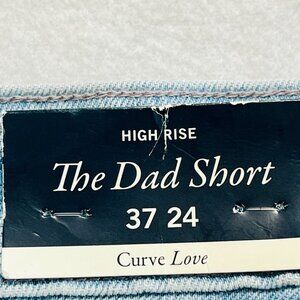 HIGH RISE
The Dad Short
37 24
Curve Love